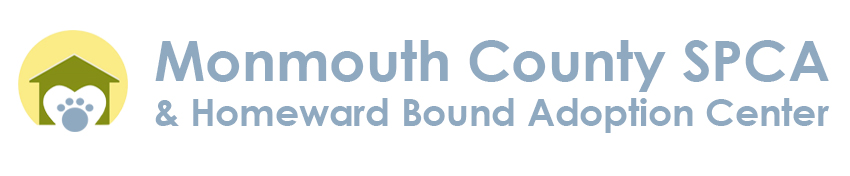 Monmouth County SPCA
& Homeward Bound Adoption Center